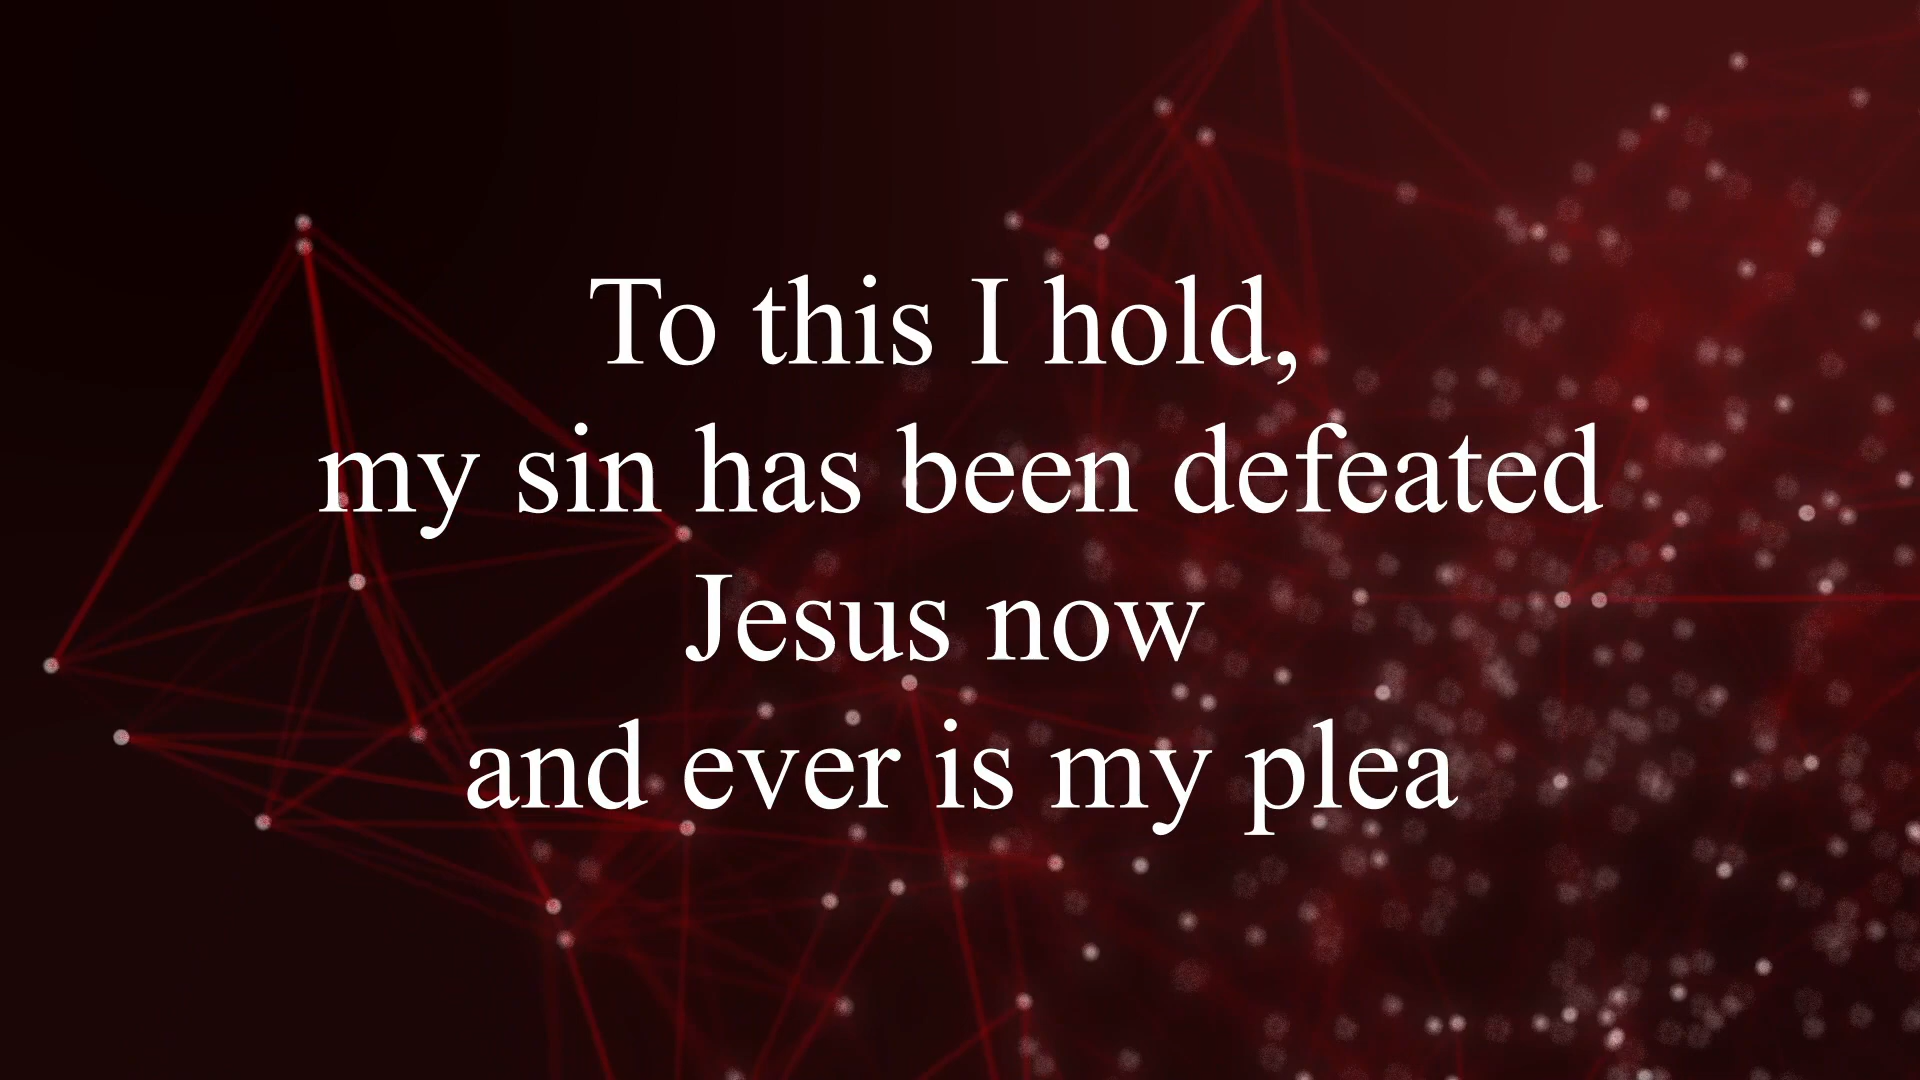 To this I hold,
my sin has been defeated
Jesus now
and ever is my plea